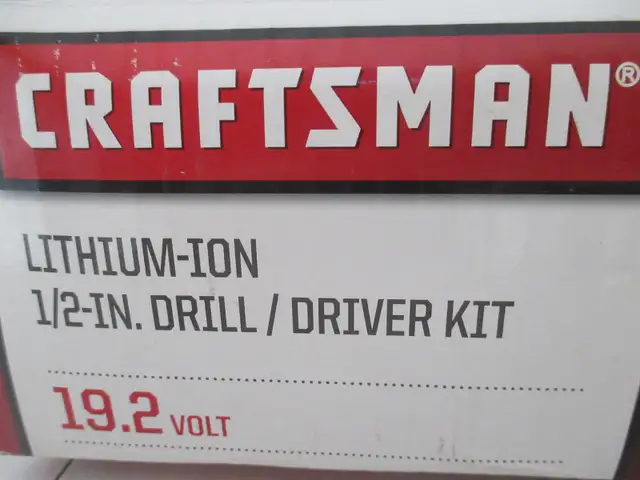 CRAFTSMAN®
LITHIUM-ION
1/2-IN. DRILL / DRIVER KIT
19.2 VOLT